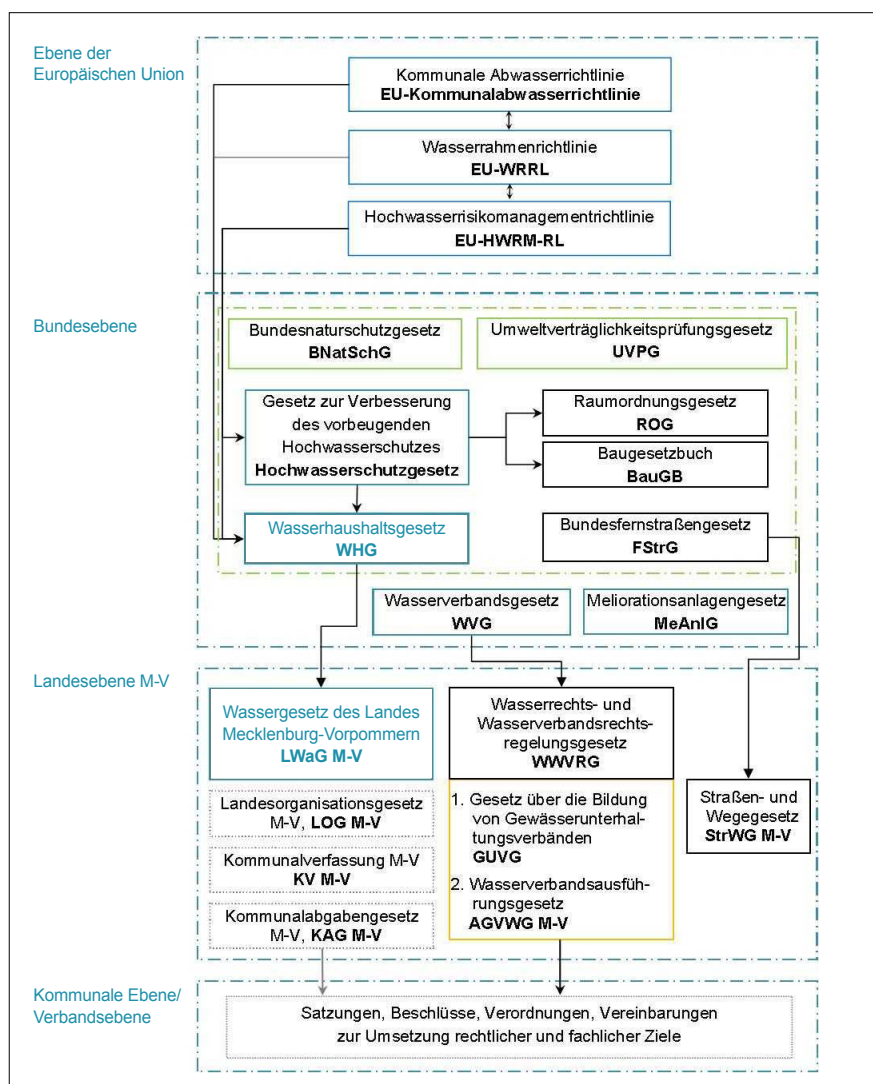 Ebene der
Europäischen Union
Kommunale Abwasserrichtlinie
EU-Kommunalabwasserrichtlinie
Wasserrahmenrichtlinie
EU-WRRL
Hochwasserrisikomanagementrichtlinie
EU-HWRM-RL
Bundesebene
Bundesnaturschutzgesetz
BNatSchG
Umweltverträglichkeitsprüfungsgesetz
UVPG
Gesetz zur Verbesserung
des vorbeugenden
Hochwasserschutzes
Hochwasserschutzgesetz
Raumordnungsgesetz
ROG
Baugesetzbuch
BauGB
Wasserhaushaltsgesetz
WHG
Bundesfernstraßengesetz
FStrG
Wasserverbandsgesetz
WVG
Meliorationsanlagengesetz
MeAnlG
Landesebene M-V
Wassergesetz des Landes
Mecklenburg-Vorpommern
LWaG M-V
Landesorganisationsgesetz
M-V, LOG M-V
Kommunalverfassung M-V
KV M-V
Kommunalabgabengesetz
M-V, KAG M-V
Wasserrechts- und
Wasserverbandsrechts-
regelungsgesetz
WWVRG
1. Gesetz über die Bildung
von Gewässerunterhal-
tungsverbänden
GUVG
2. Wasserverbandsausfüh-
rungsgesetz
AGVWG M-V
Straßen- und
Wegegesetz
StrWG M-V
Kommunale Ebene/
Verbandsebene
Satzungen, Beschlüsse, Verordnungen, Vereinbarungen
zur Umsetzung rechtlicher und fachlicher Ziele